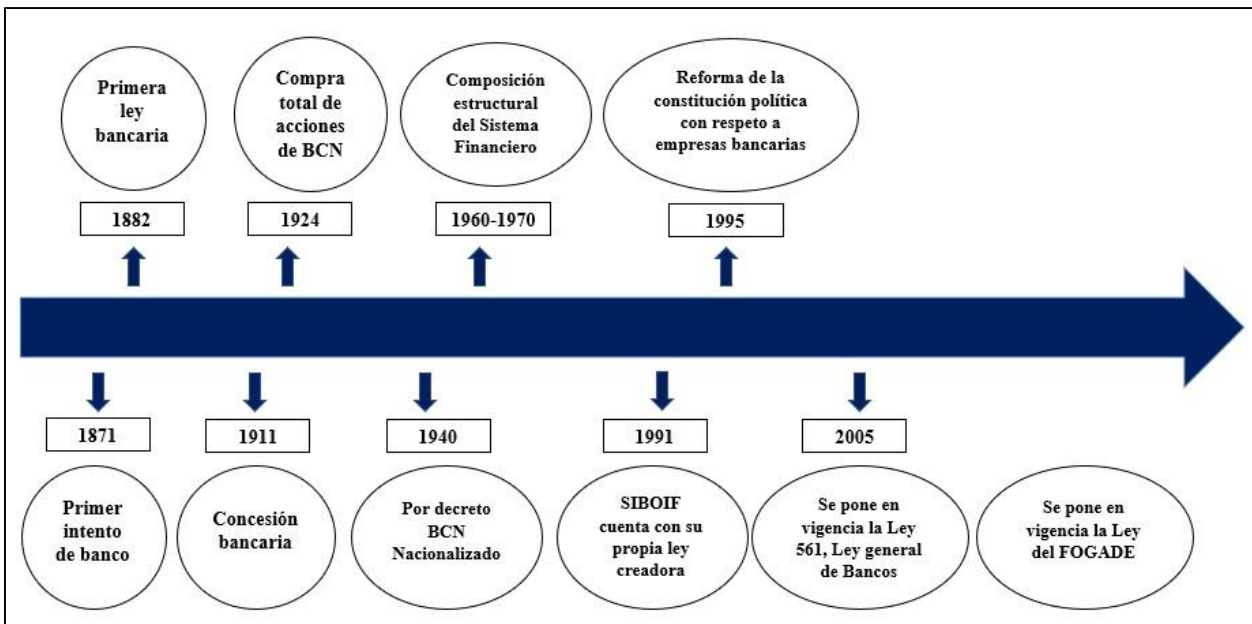 Primera
ley
bancaria
Compra
total de
acciones
de BCN
Composición
estructural
del Sistema
Financiero
Reforma de la
constitución política
con respeto a
empresas bancarias
1882
1924
1960-1970
1995
1871
1911
1940
1991
2005
Primer
intento
de banco
Concesión
bancaria
Por decreto
BCN
Nacionalizado
SIBOIF
cuenta con su
propia ley
creadora
Se pone en
vigencia la Ley
561, Ley general
de Bancos
Se pone en
vigencia la Ley
del FOGADE